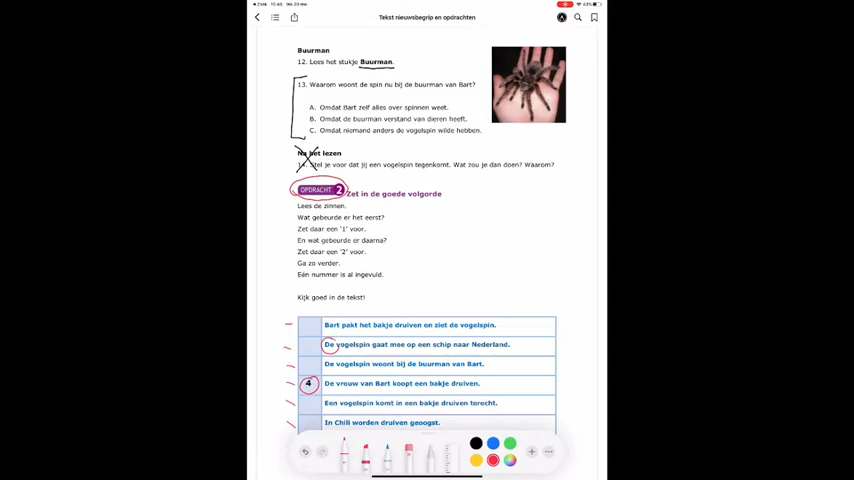 Tekst nieuwsbegrip en opdrachten
Buurman
12. Lees het stukje Buurman.
13. Waarom woont de spin nu bij de buurman van Bart?
A. Omdat Bart zelf alles over spinnen weet.
B. Omdat de buurman verstand van dieren heeft.
C. Omdat niemand anders de vogelspin wilde hebben.
Na het lezen
14. Stel je voor dat jij een vogelspin tegenkomt. Wat zou je dan doen? Waarom?
OPDRACHT 2 Zet in de goede volgorde
Lees de zinnen.
Wat gebeurde er het eerst?
Zet daar een '1' voor.
En wat gebeurde er daarna?
Zet daar een '2' voor.
Ga zo verder.
Eén nummer is al ingevuld.
Kijk goed in de tekst!
Bart pakt het bakje druiven en ziet de vogelspin.
De vogelspin gaat mee op een schip naar Nederland.
De vogelspin woont bij de buurman van Bart.
4 De vrouw van Bart koopt een bakje druiven.
Een vogelspin komt in een bakje druiven terecht.
In Chili worden druiven geoogst.